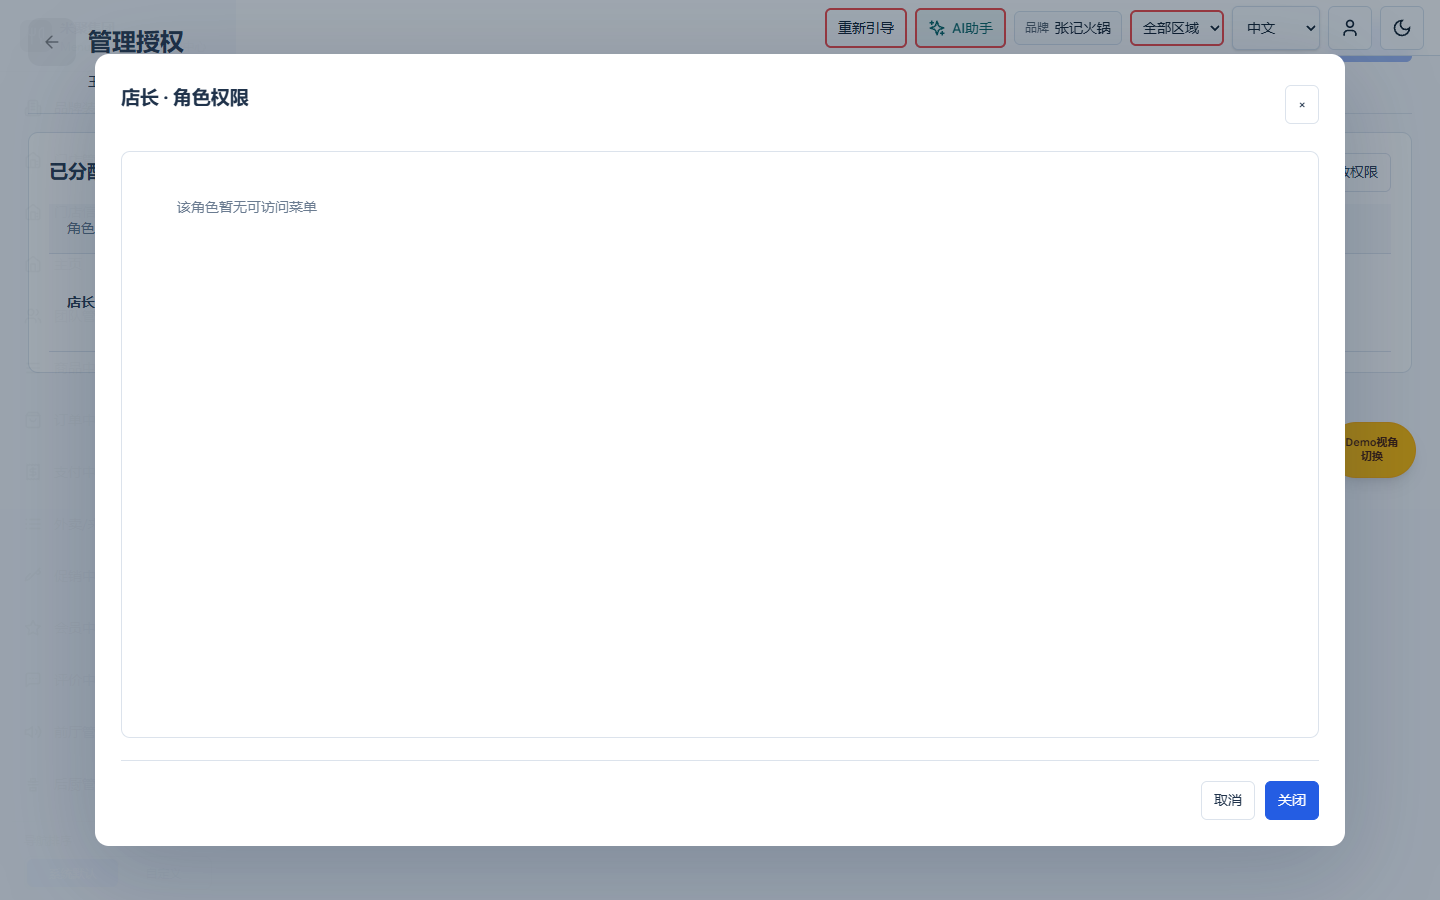 管理授权
重新引导
AI助手
品牌 张记火锅
全部区域
中文
店长 · 角色权限
×
已分配
权限
角色
店长
该角色暂无可访问菜单
Demo视角
切换
取消
关闭